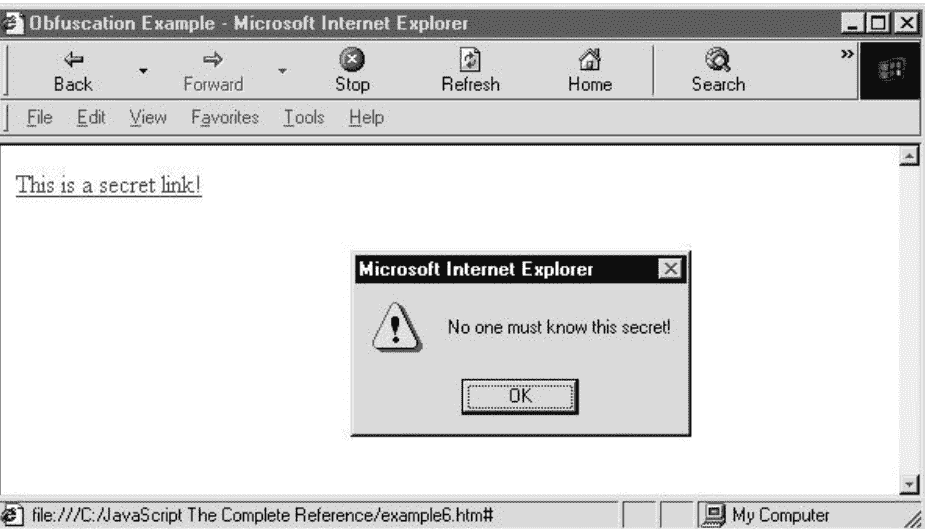 Obfuscation Example - Microsoft Internet Explorer
Back Forward Stop Refresh Home Search »
File Edit View Favorites Tools Help
This is a secret link!
Microsoft Internet Explorer
No one must know this secret!
OK
file:///C:/JavaScript The Complete Reference/example6.htm# My Computer